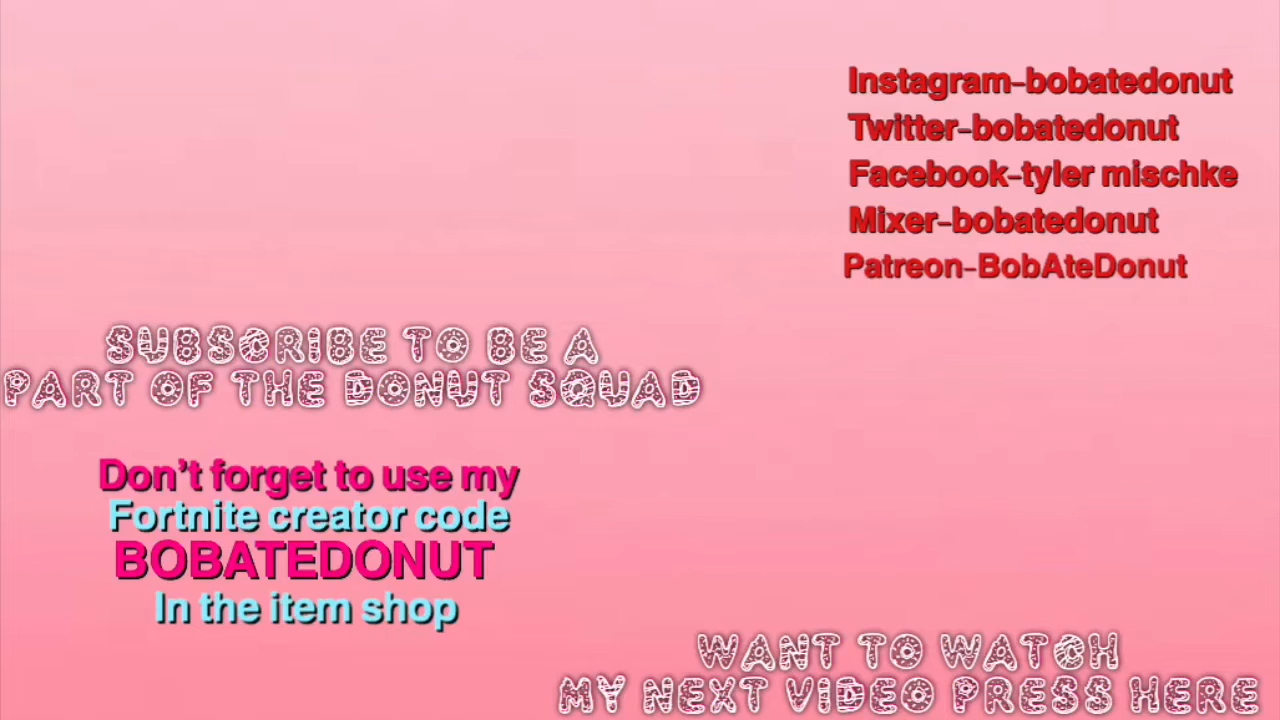 Instagram-bobatedonut
Twitter-bobatedonut
Facebook-tyler mischke
Mixer-bobatedonut
Patreon-BobAteDonut
SUBSCRIBE TO BE A
PART OF THE DONUT SQUAD
Don't forget to use my
Fortnite creator code
BOBATEDONUT
In the item shop
WANT TO WATCH
MY NEXT VIDEO PRESS HERE